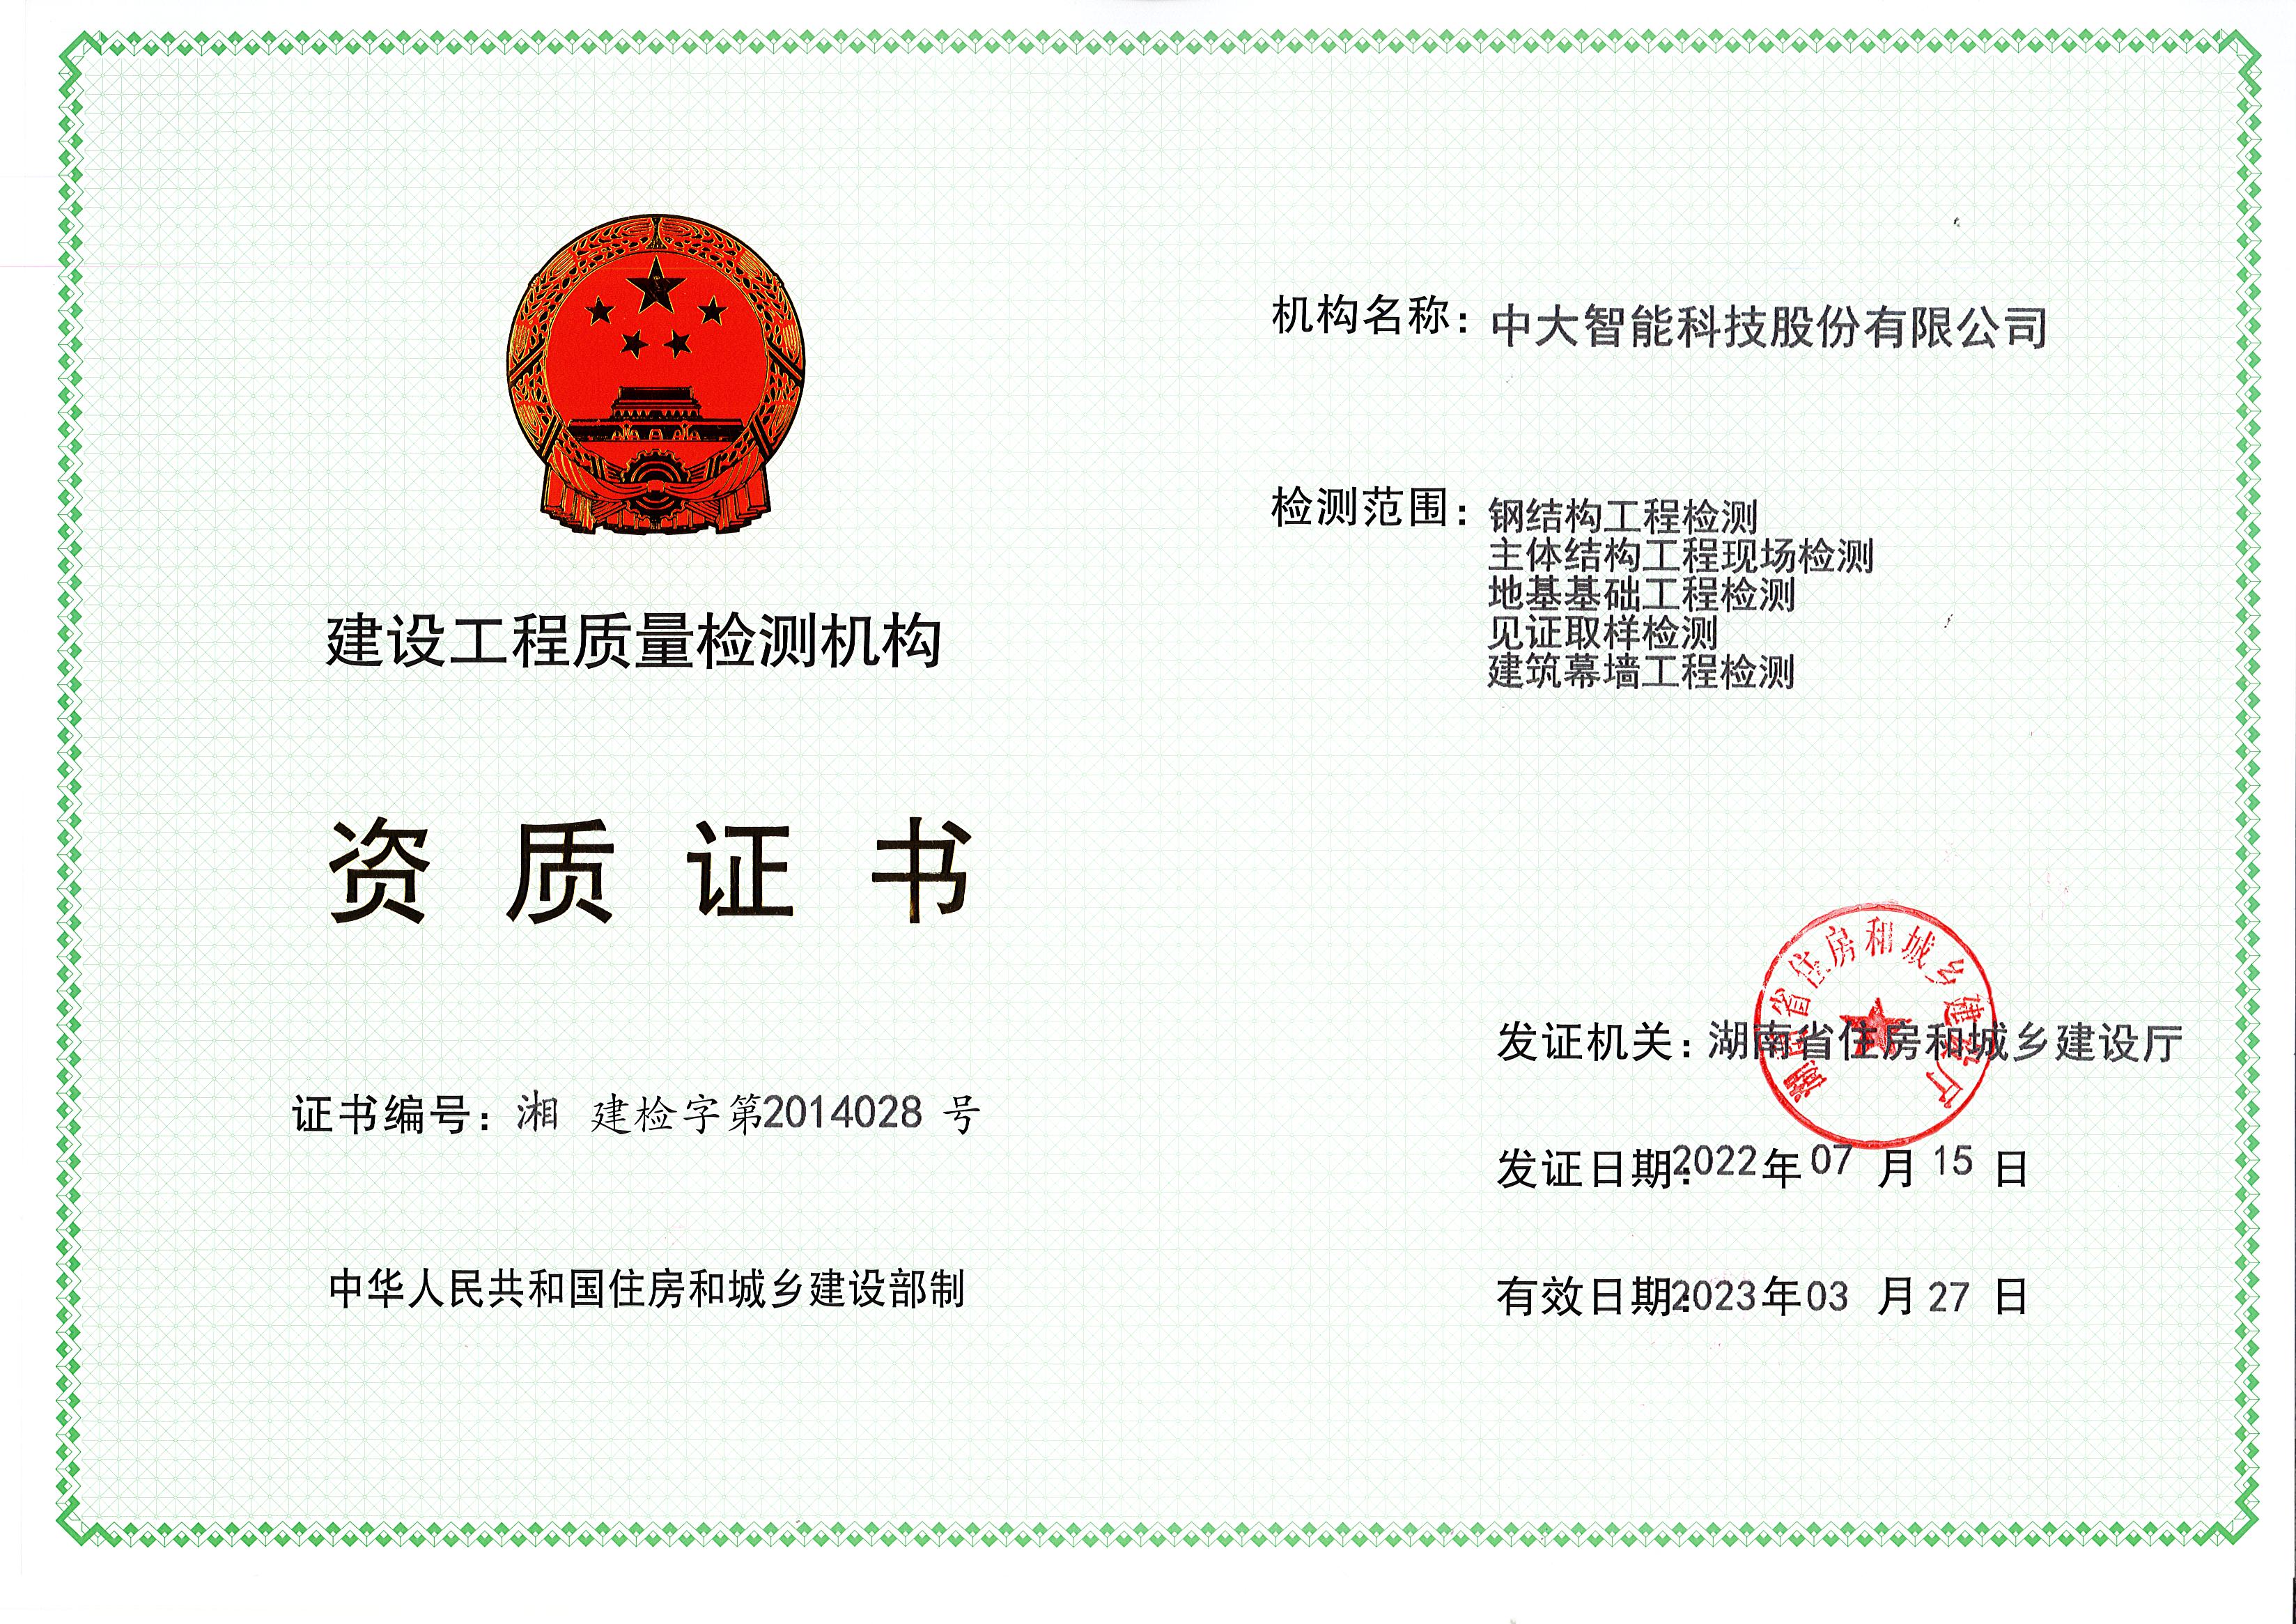 建设工程质量检测机构
资质证书
证书编号：湘 建检字第2014028 号
中华人民共和国住房和城乡建设部制
机构名称：中大智能科技股份有限公司
检测范围：钢结构工程检测
主体结构工程现场检测
地基基础工程检测
见证取样检测
建筑幕墙工程检测
湖南省住房和城乡建设厅
发证机关：湖南省住房和城乡建设厅
发证日期：2022年07月15日
有效日期：2023年03月27日